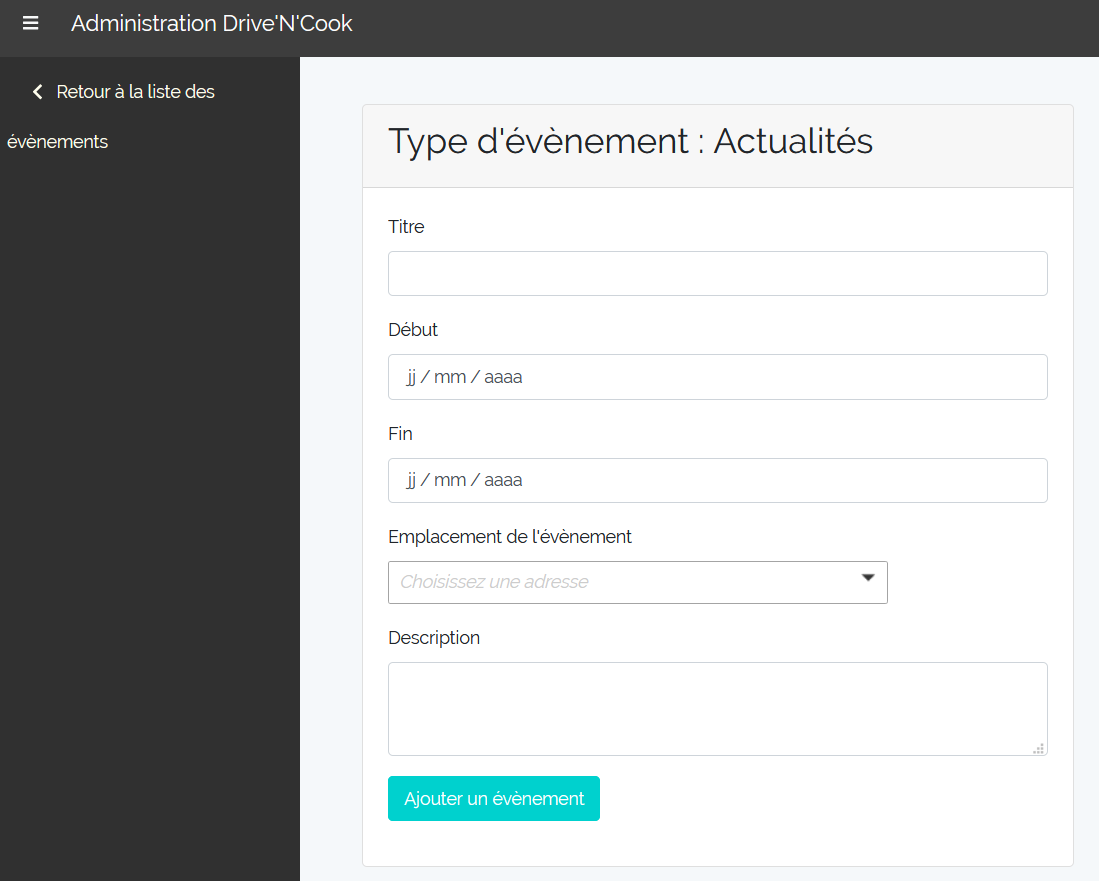 Administration Drive'N'Cook
Retour à la liste des
évènements
Type d'évènement : Actualités
Titre
Début
jj / mm / aaaa
Fin
jj / mm / aaaa
Emplacement de l'évènement
Choisissez une adresse
Description
Ajouter un évènement